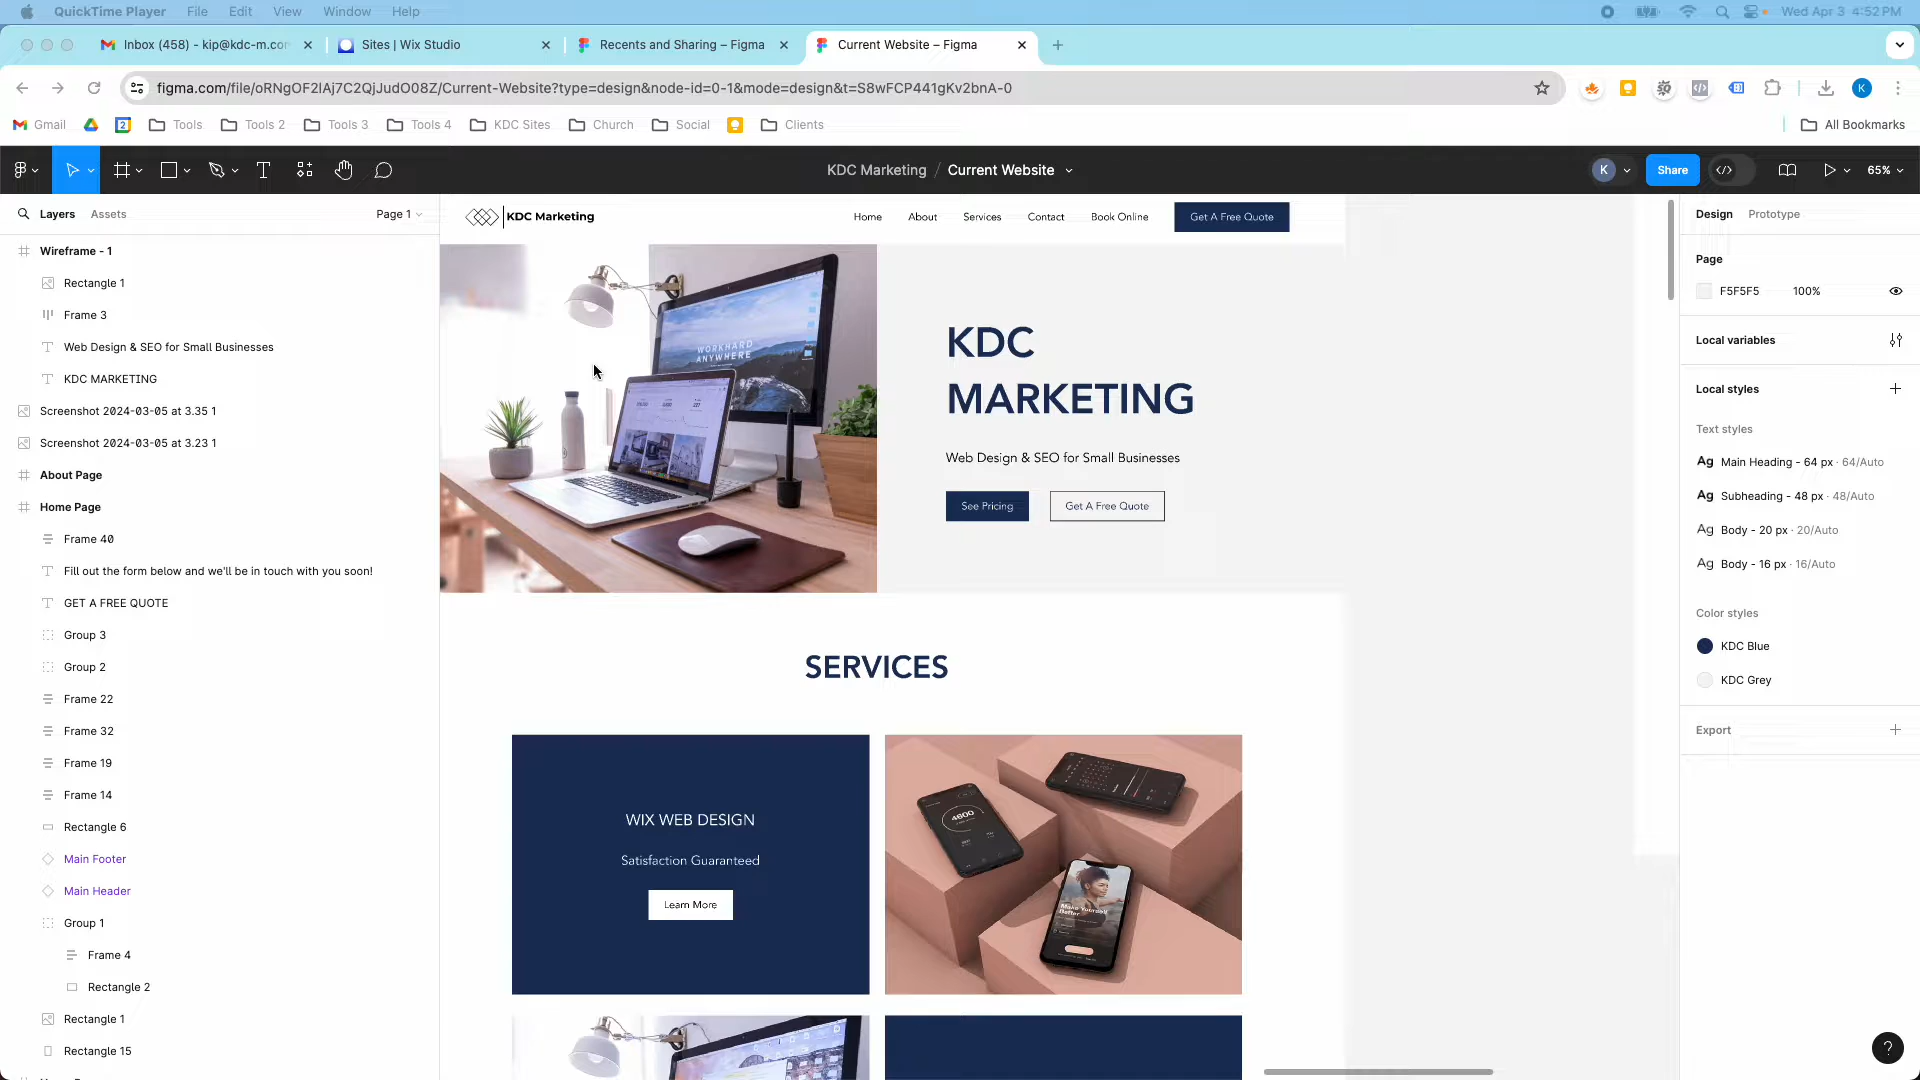 QuickTime Player File Edit View Window Help Wed Apr 3 4:52 PM
Inbox (458) - kip@kdc-m.co Sites | Wix Studio Recents and Sharing – Figma Current Website – Figma
figma.com/file/oRNgOF2lAj7C2QjJudO08Z/Current-Website?type=design&node-id=0-1&mode=design&t=S8wFCP441gKv2bnA-0
Gmail Tools Tools 2 Tools 3 Tools 4 KDC Sites Church Social Clients All Bookmarks
KDC Marketing / Current Website K Share 65%
Layers Assets Page 1
Wireframe - 1
Rectangle 1
Frame 3
Web Design & SEO for Small Businesses
KDC MARKETING
Screenshot 2024-03-05 at 3.35 1
Screenshot 2024-03-05 at 3.23 1
About Page
Home Page
Frame 40
Fill out the form below and we'll be in touch with you soon!
GET A FREE QUOTE
Group 3
Group 2
Frame 22
Frame 32
Frame 19
Frame 14
Rectangle 6
Main Footer
Main Header
Group 1
Frame 4
Rectangle 2
Rectangle 1
Rectangle 15
KDC Marketing Home About Services Contact Book Online Get A Free Quote
WORKHARD
ANYWHERE
KDC
MARKETING
Web Design & SEO for Small Businesses
See Pricing Get A Free Quote
SERVICES
WIX WEB DESIGN
Satisfaction Guaranteed
Learn More
4600
Make Yourself
Better
Design Prototype
Page
F5F5F5 100%
Local variables
Local styles
Text styles
Ag Main Heading - 64 px · 64/Auto
Ag Subheading - 48 px · 48/Auto
Ag Body - 20 px · 20/Auto
Ag Body - 16 px · 16/Auto
Color styles
KDC Blue
KDC Grey
Export
?